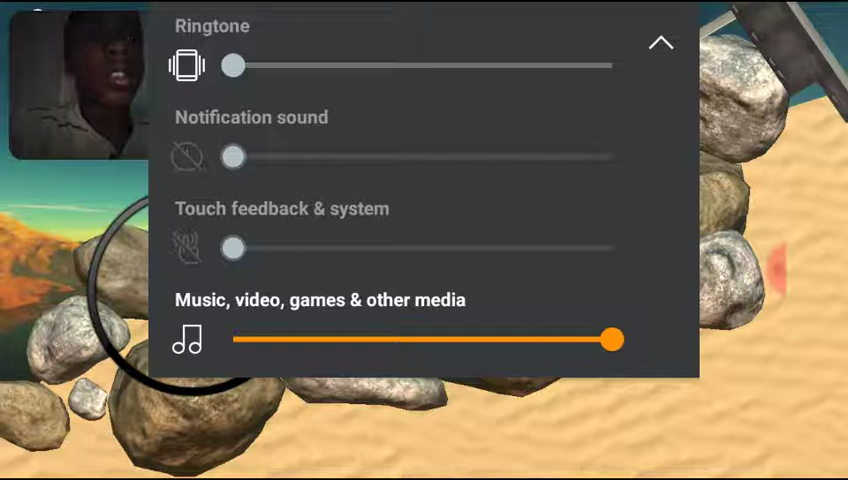 Ringtone
Notification sound
Touch feedback & system
Music, video, games & other media